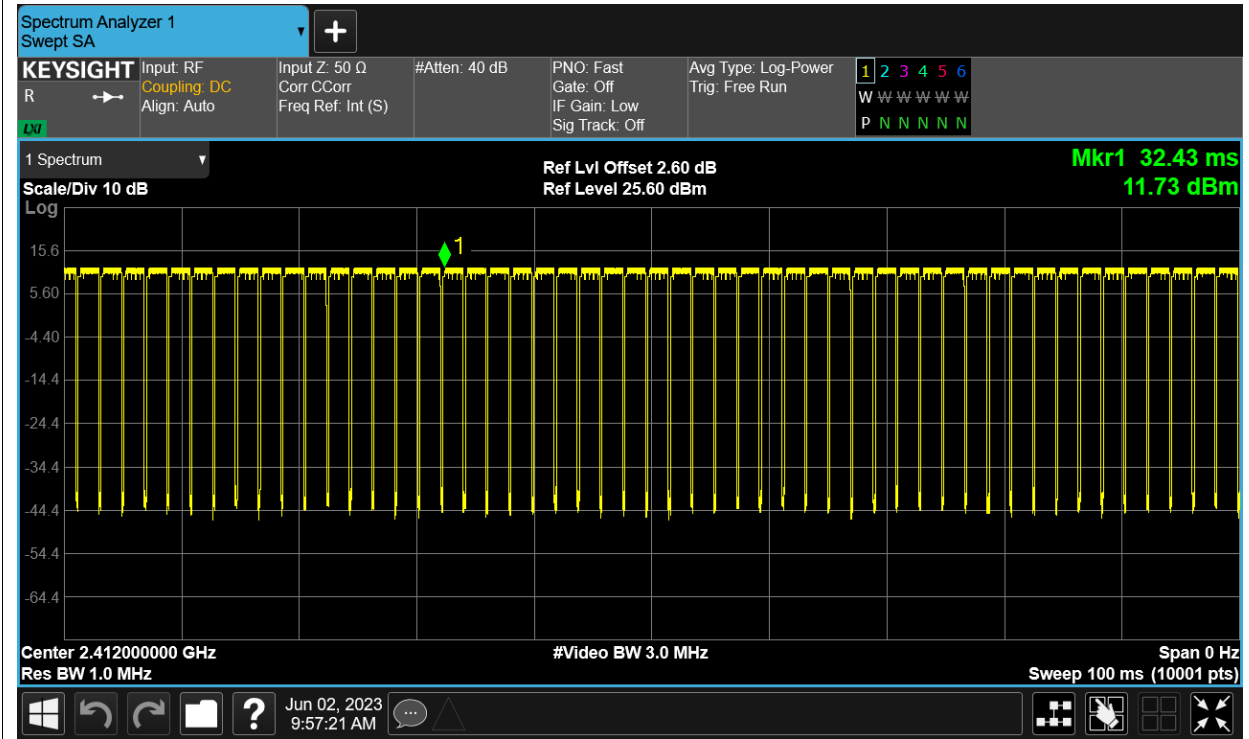 Spectrum Analyzer 1
Swept SA
KEYSIGHT
R
LXI
Input: RF
Coupling: DC
Align: Auto
Input Z: 50 Ω
Corr CCorr
Freq Ref: Int (S)
#Atten: 40 dB
PNO: Fast
Gate: Off
IF Gain: Low
Sig Track: Off
Avg Type: Log-Power
Trig: Free Run
1 2 3 4 5 6
W W W W W W
P N N N N N
1 Spectrum
Scale/Div 10 dB
Log
Ref Lvl Offset 2.60 dB
Ref Level 25.60 dBm
Mkr1 32.43 ms
11.73 dBm
1
15.6
5.60
-4.40
-14.4
-24.4
-34.4
-44.4
-54.4
-64.4
Center 2.412000000 GHz
Res BW 1.0 MHz
#Video BW 3.0 MHz
Span 0 Hz
Sweep 100 ms (10001 pts)
?
Jun 02, 2023
9:57:21 AM